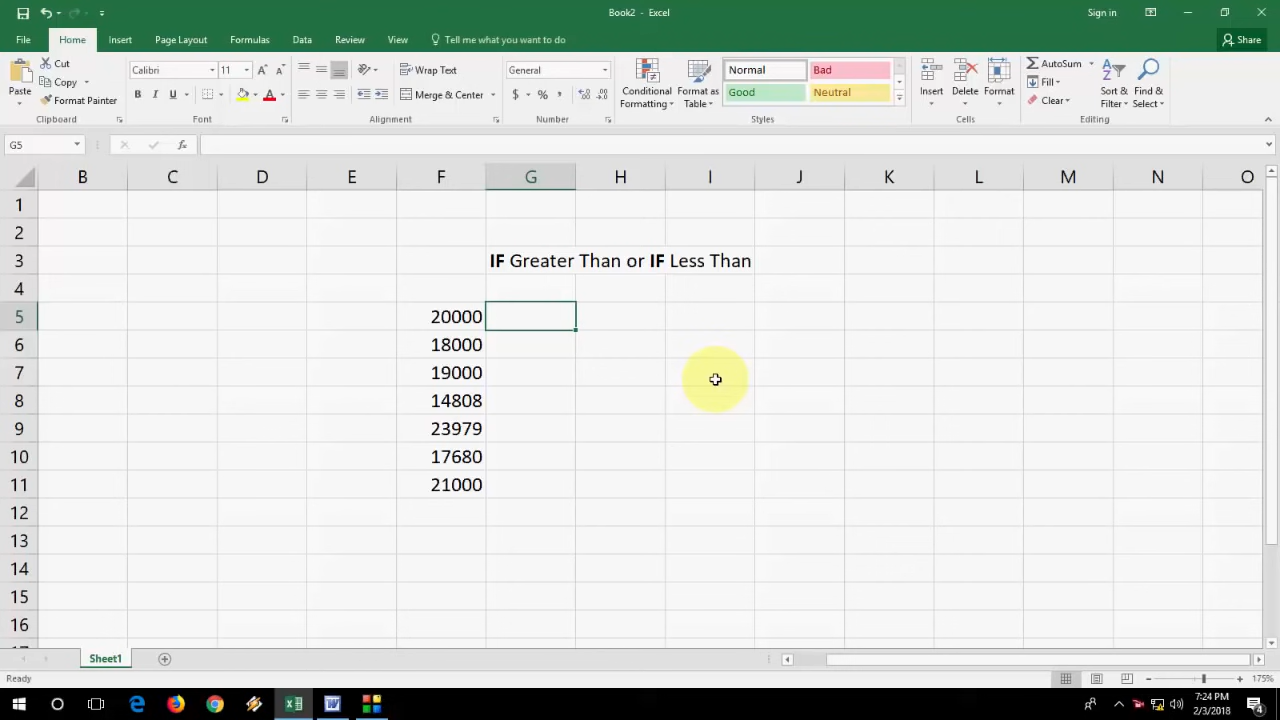 Book2 - Excel
Sign in
File Home Insert Page Layout Formulas Data Review View Tell me what you want to do Share
Paste
Cut
Copy
Format Painter
Clipboard
Calibri 11
B I U
Font
Wrap Text
Merge & Center
Alignment
General
$ % ,
Number
Conditional Formatting
Format as Table
Normal Bad
Good Neutral
Styles
Insert Delete Format
Cells
AutoSum
Fill
Clear
Sort & Filter
Find & Select
Editing
G5 fx
B C D E F G H I J K L M N O
1
2
3 IF Greater Than or IF Less Than
4
5 20000
6 18000
7 19000
8 14808
9 23979
10 17680
11 21000
12
13
14
15
16
Sheet1
Ready 175%
7:24 PM
2/3/2018